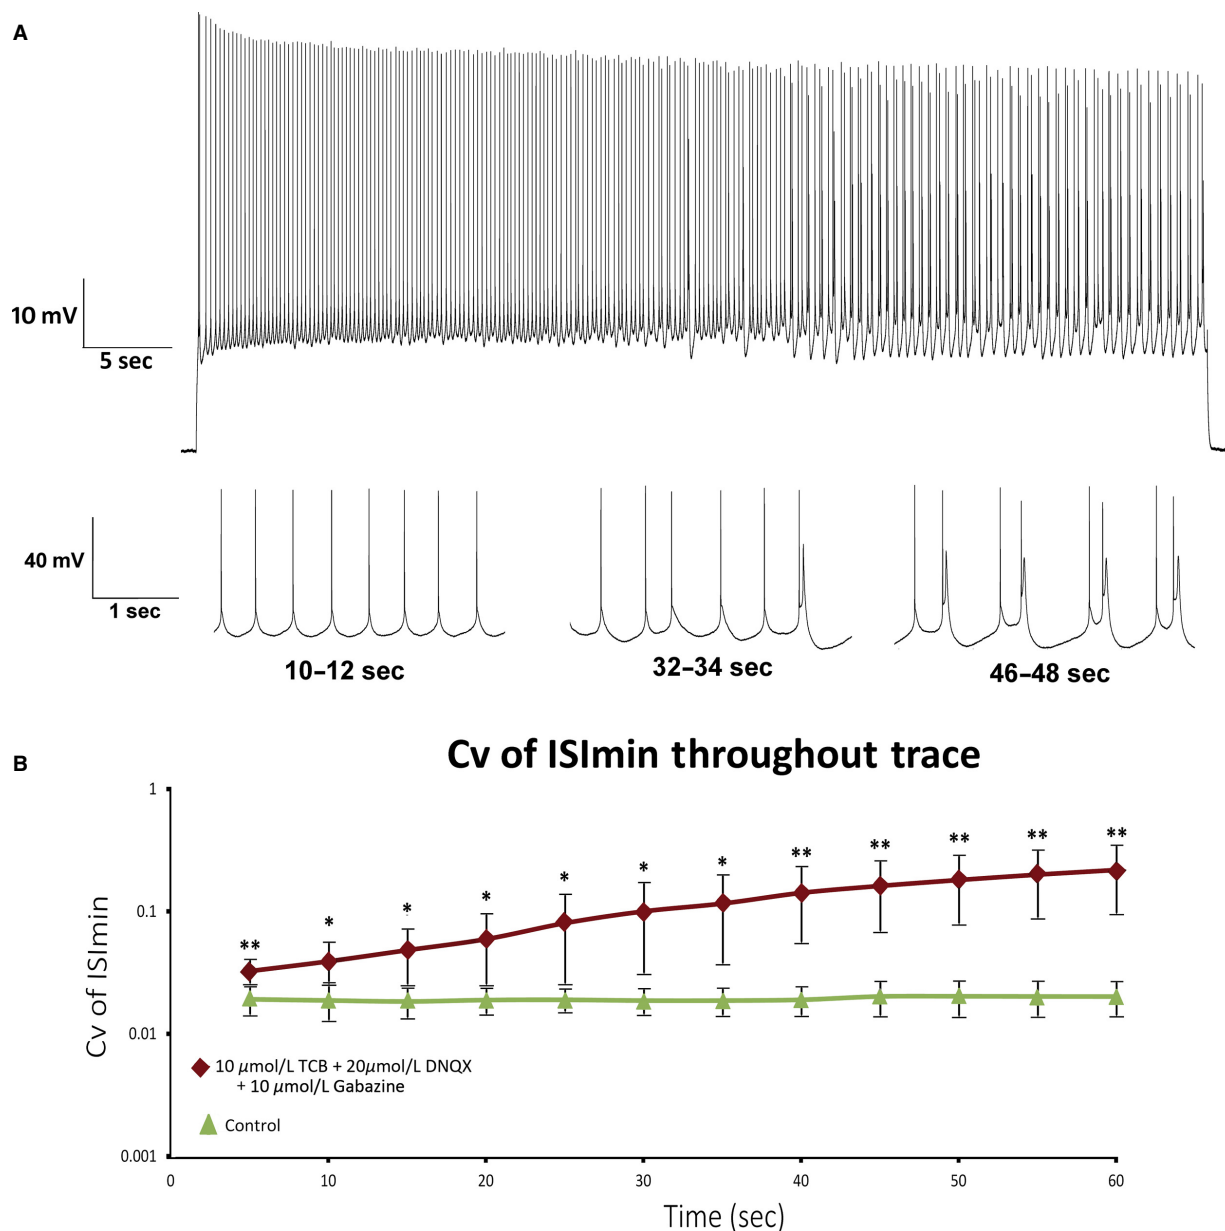 A
10 mV
5 sec
40 mV
1 sec
10–12 sec
32–34 sec
46–48 sec
B
Cv of ISImin throughout trace
1
0.1
0.01
0.001
Cv of ISImin
** * * * * * * ** ** ** ** **
10 μmol/L TCB + 20μmol/L DNQX
+ 10 μmol/L Gabazine
Control
0 10 20 30 40 50 60
Time (sec)